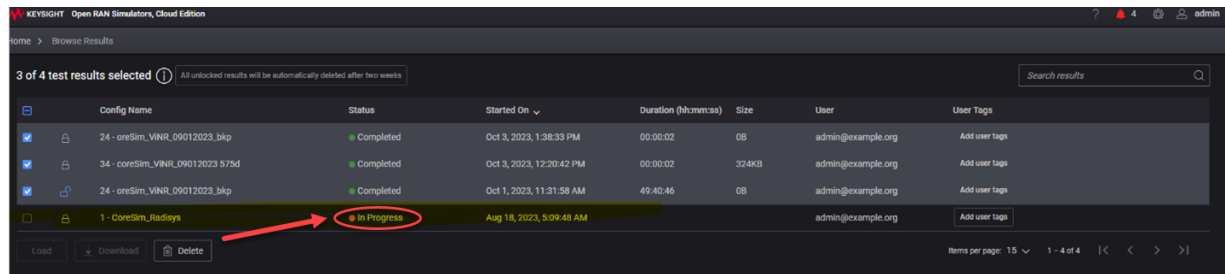 KEYSIGHT Open RAN Simulators, Cloud Edition ? 4 admin
Home > Browse Results
3 of 4 test results selected All unlocked results will be automatically deleted after two weeks Search results
Config Name Status Started On Duration (hh:mm:ss) Size User User Tags
24 - oreSim_ViNR_09012023_bkp Completed Oct 3, 2023, 1:38:33 PM 00:00:02 0B admin@example.org Add user tags
34 - coreSim_ViNR_09012023 575d Completed Oct 3, 2023, 12:20:42 PM 00:00:02 324KB admin@example.org Add user tags
24 - oreSim_ViNR_09012023_bkp Completed Oct 1, 2023, 11:31:58 AM 49:40:46 0B admin@example.org Add user tags
1 - CoreSim_Radisys In Progress Aug 18, 2023, 5:09:48 AM admin@example.org Add user tags
Load Download Delete Items per page: 15 1 – 4 of 4 |< < > >|